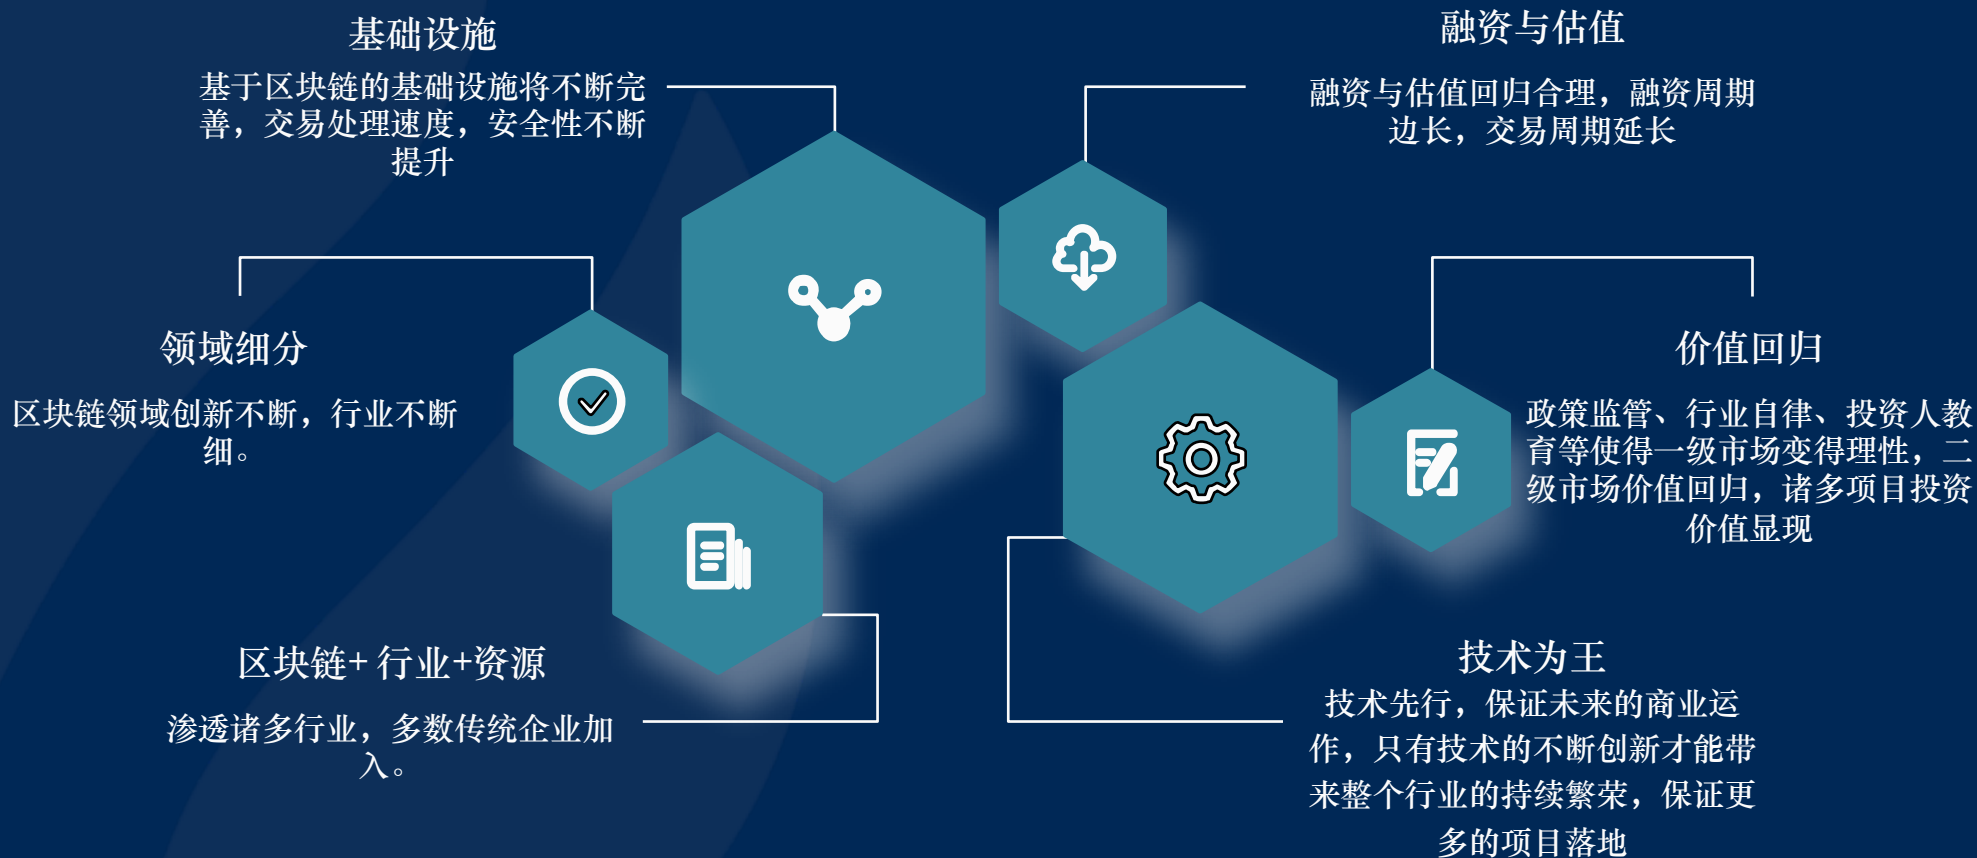 基础设施
基于区块链的基础设施将不断完
善，交易处理速度，安全性不断
提升
融资与估值
融资与估值回归合理，融资周期
边长，交易周期延长
领域细分
区块链领域创新不断，行业不断
细。
价值回归
政策监管、行业自律、投资人教
育等使得一级市场变得理性，二
级市场价值回归，诸多项目投资
价值显现
区块链+ 行业+资源
渗透诸多行业，多数传统企业加
入。
技术为王
技术先行，保证未来的商业运
作，只有技术的不断创新才能带
来整个行业的持续繁荣，保证更
多的项目落地